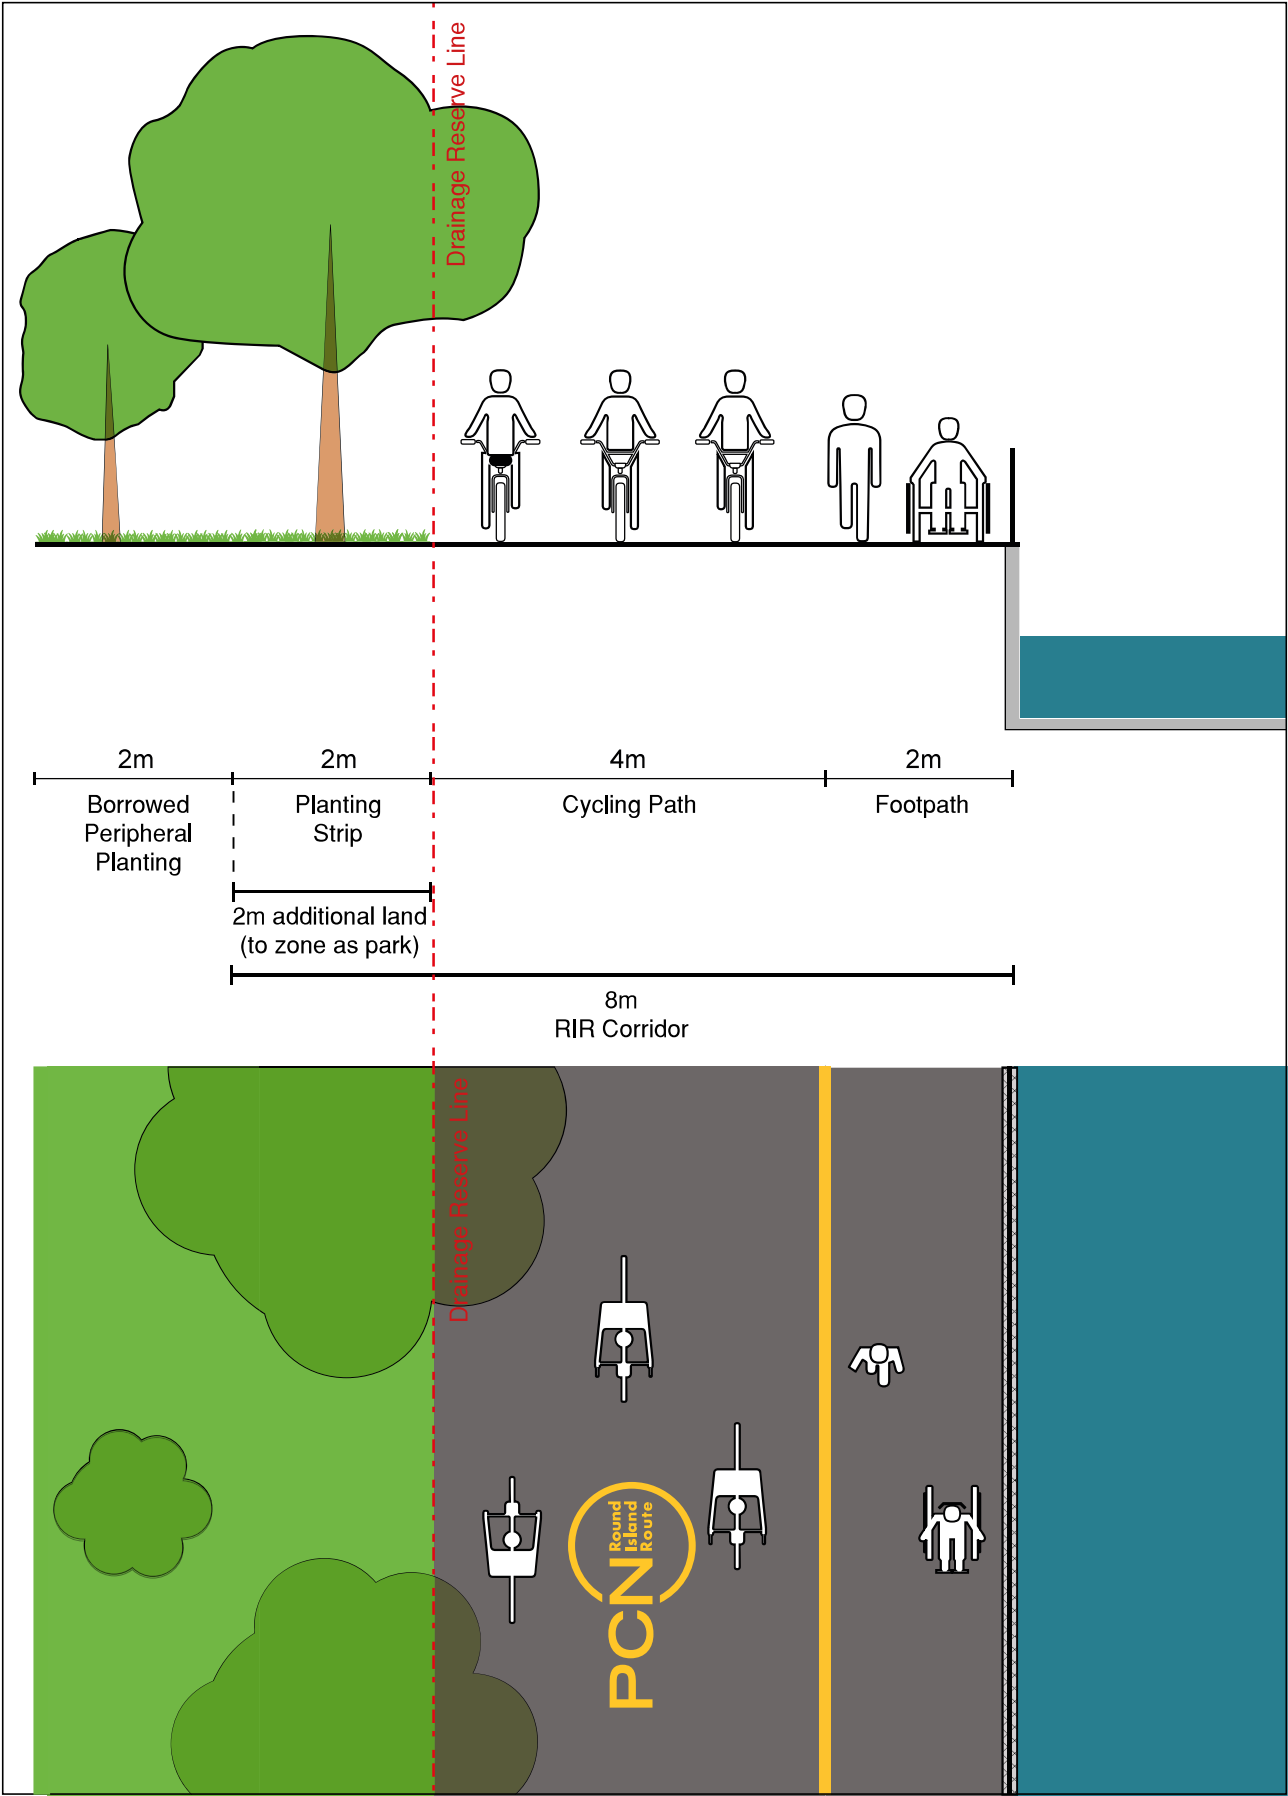 Drainage Reserve Line
2m
2m
4m
2m
Borrowed
Peripheral
Planting
Planting
Strip
Cycling Path
Footpath
2m additional land
(to zone as park)
8m
RIR Corridor
Drainage Reserve Line
PCN
Round
Island
Route